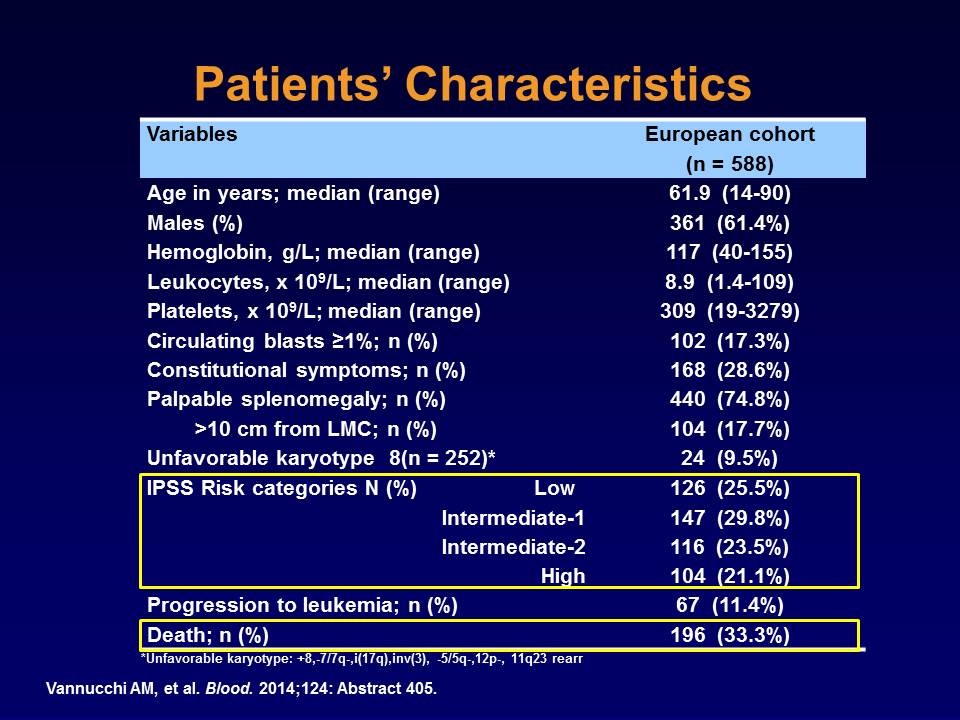 Patients’ Characteristics
Variables European cohort
(n = 588)
Age in years; median (range) 61.9 (14-90)
Males (%) 361 (61.4%)
Hemoglobin, g/L; median (range) 117 (40-155)
Leukocytes, x 10⁹/L; median (range) 8.9 (1.4-109)
Platelets, x 10⁹/L; median (range) 309 (19-3279)
Circulating blasts ≥1%; n (%) 102 (17.3%)
Constitutional symptoms; n (%) 168 (28.6%)
Palpable splenomegaly; n (%) 440 (74.8%)
>10 cm from LMC; n (%) 104 (17.7%)
Unfavorable karyotype 8(n = 252)* 24 (9.5%)
IPSS Risk categories N (%) Low 126 (25.5%)
Intermediate-1 147 (29.8%)
Intermediate-2 116 (23.5%)
High 104 (21.1%)
Progression to leukemia; n (%) 67 (11.4%)
Death; n (%) 196 (33.3%)
*Unfavorable karyotype: +8,-7/7q-,i(17q),inv(3), -5/5q-,12p-, 11q23 rearr
Vannucchi AM, et al. Blood. 2014;124: Abstract 405.